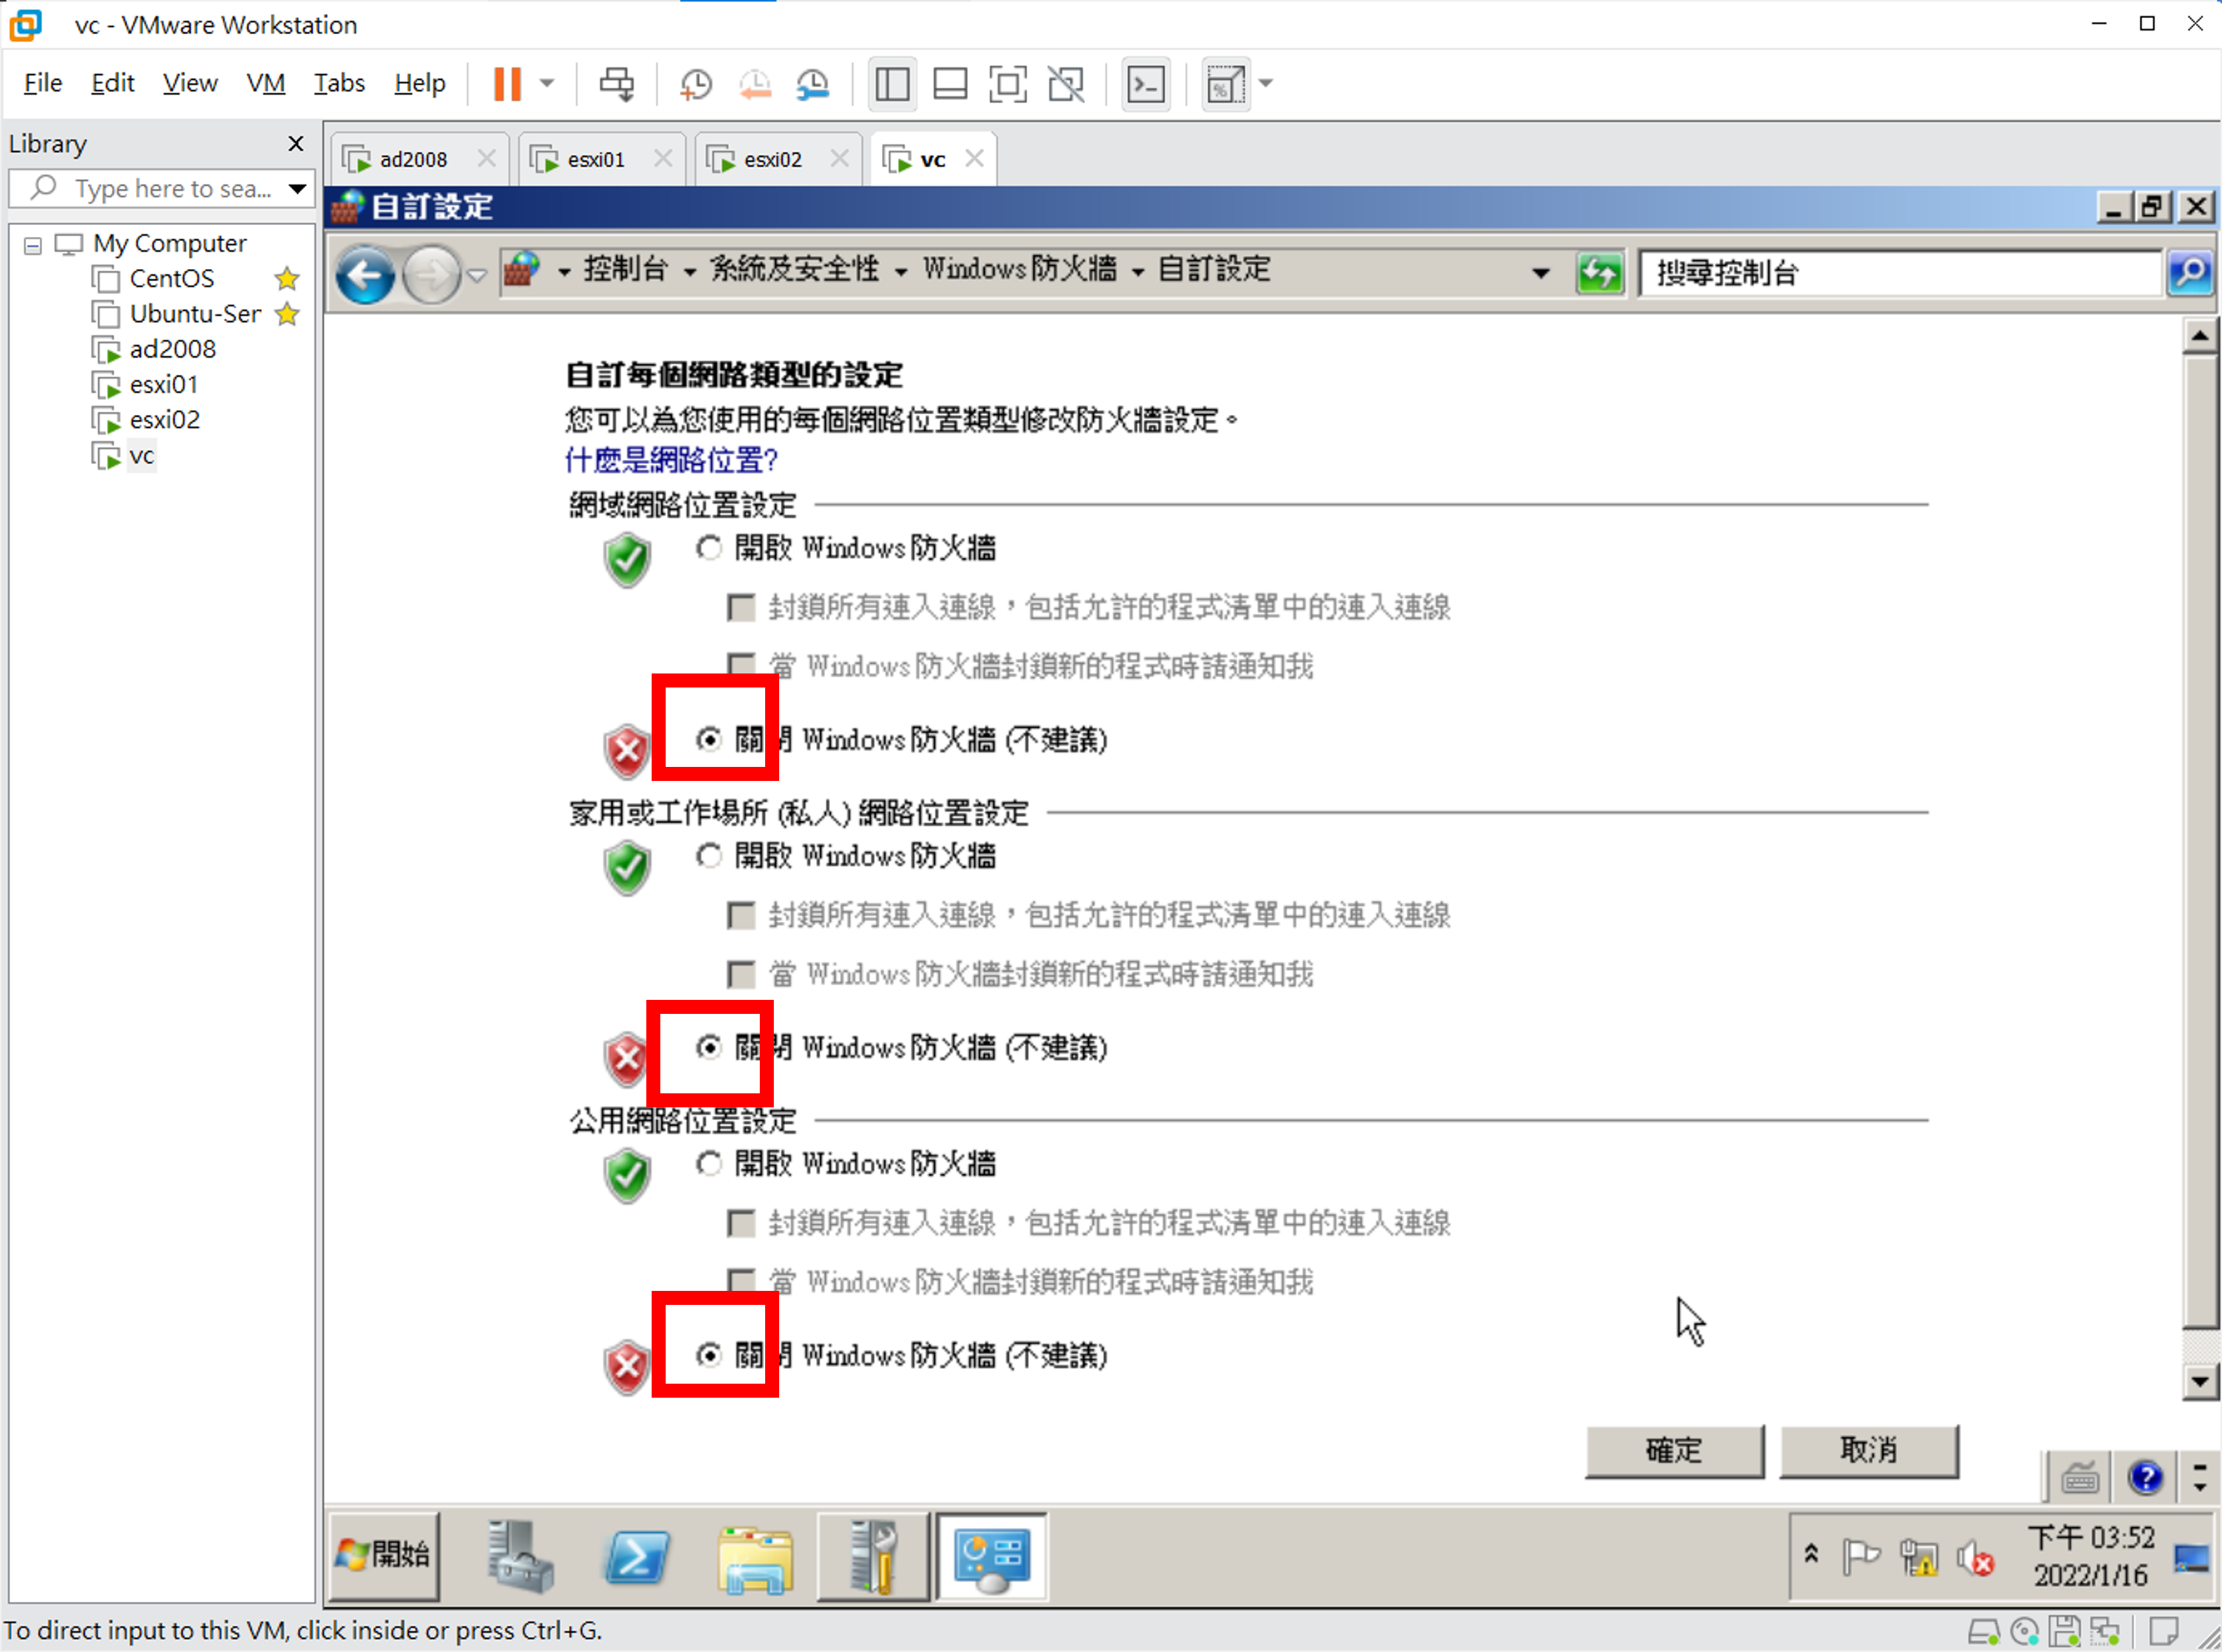 vc - VMware Workstation
File Edit View VM Tabs Help
Library
Type here to sea...
My Computer
CentOS
Ubuntu-Ser
ad2008
esxi01
esxi02
vc
ad2008 esxi01 esxi02 vc
自訂設定
控制台 系統及安全性 Windows 防火牆 自訂設定 搜尋控制台
自訂每個網路類型的設定
您可以為您使用的每個網路位置類型修改防火牆設定。
什麼是網路位置?
網域網路位置設定
開啟 Windows 防火牆
封鎖所有連入連線，包括允許的程式清單中的連入連線
當 Windows 防火牆封鎖新的程式時請通知我
關閉 Windows 防火牆 (不建議)
家用或工作場所 (私人) 網路位置設定
開啟 Windows 防火牆
封鎖所有連入連線，包括允許的程式清單中的連入連線
當 Windows 防火牆封鎖新的程式時請通知我
關閉 Windows 防火牆 (不建議)
公用網路位置設定
開啟 Windows 防火牆
封鎖所有連入連線，包括允許的程式清單中的連入連線
當 Windows 防火牆封鎖新的程式時請通知我
關閉 Windows 防火牆 (不建議)
確定 取消
開始
下午 03:52
2022/1/16
To direct input to this VM, click inside or press Ctrl+G.